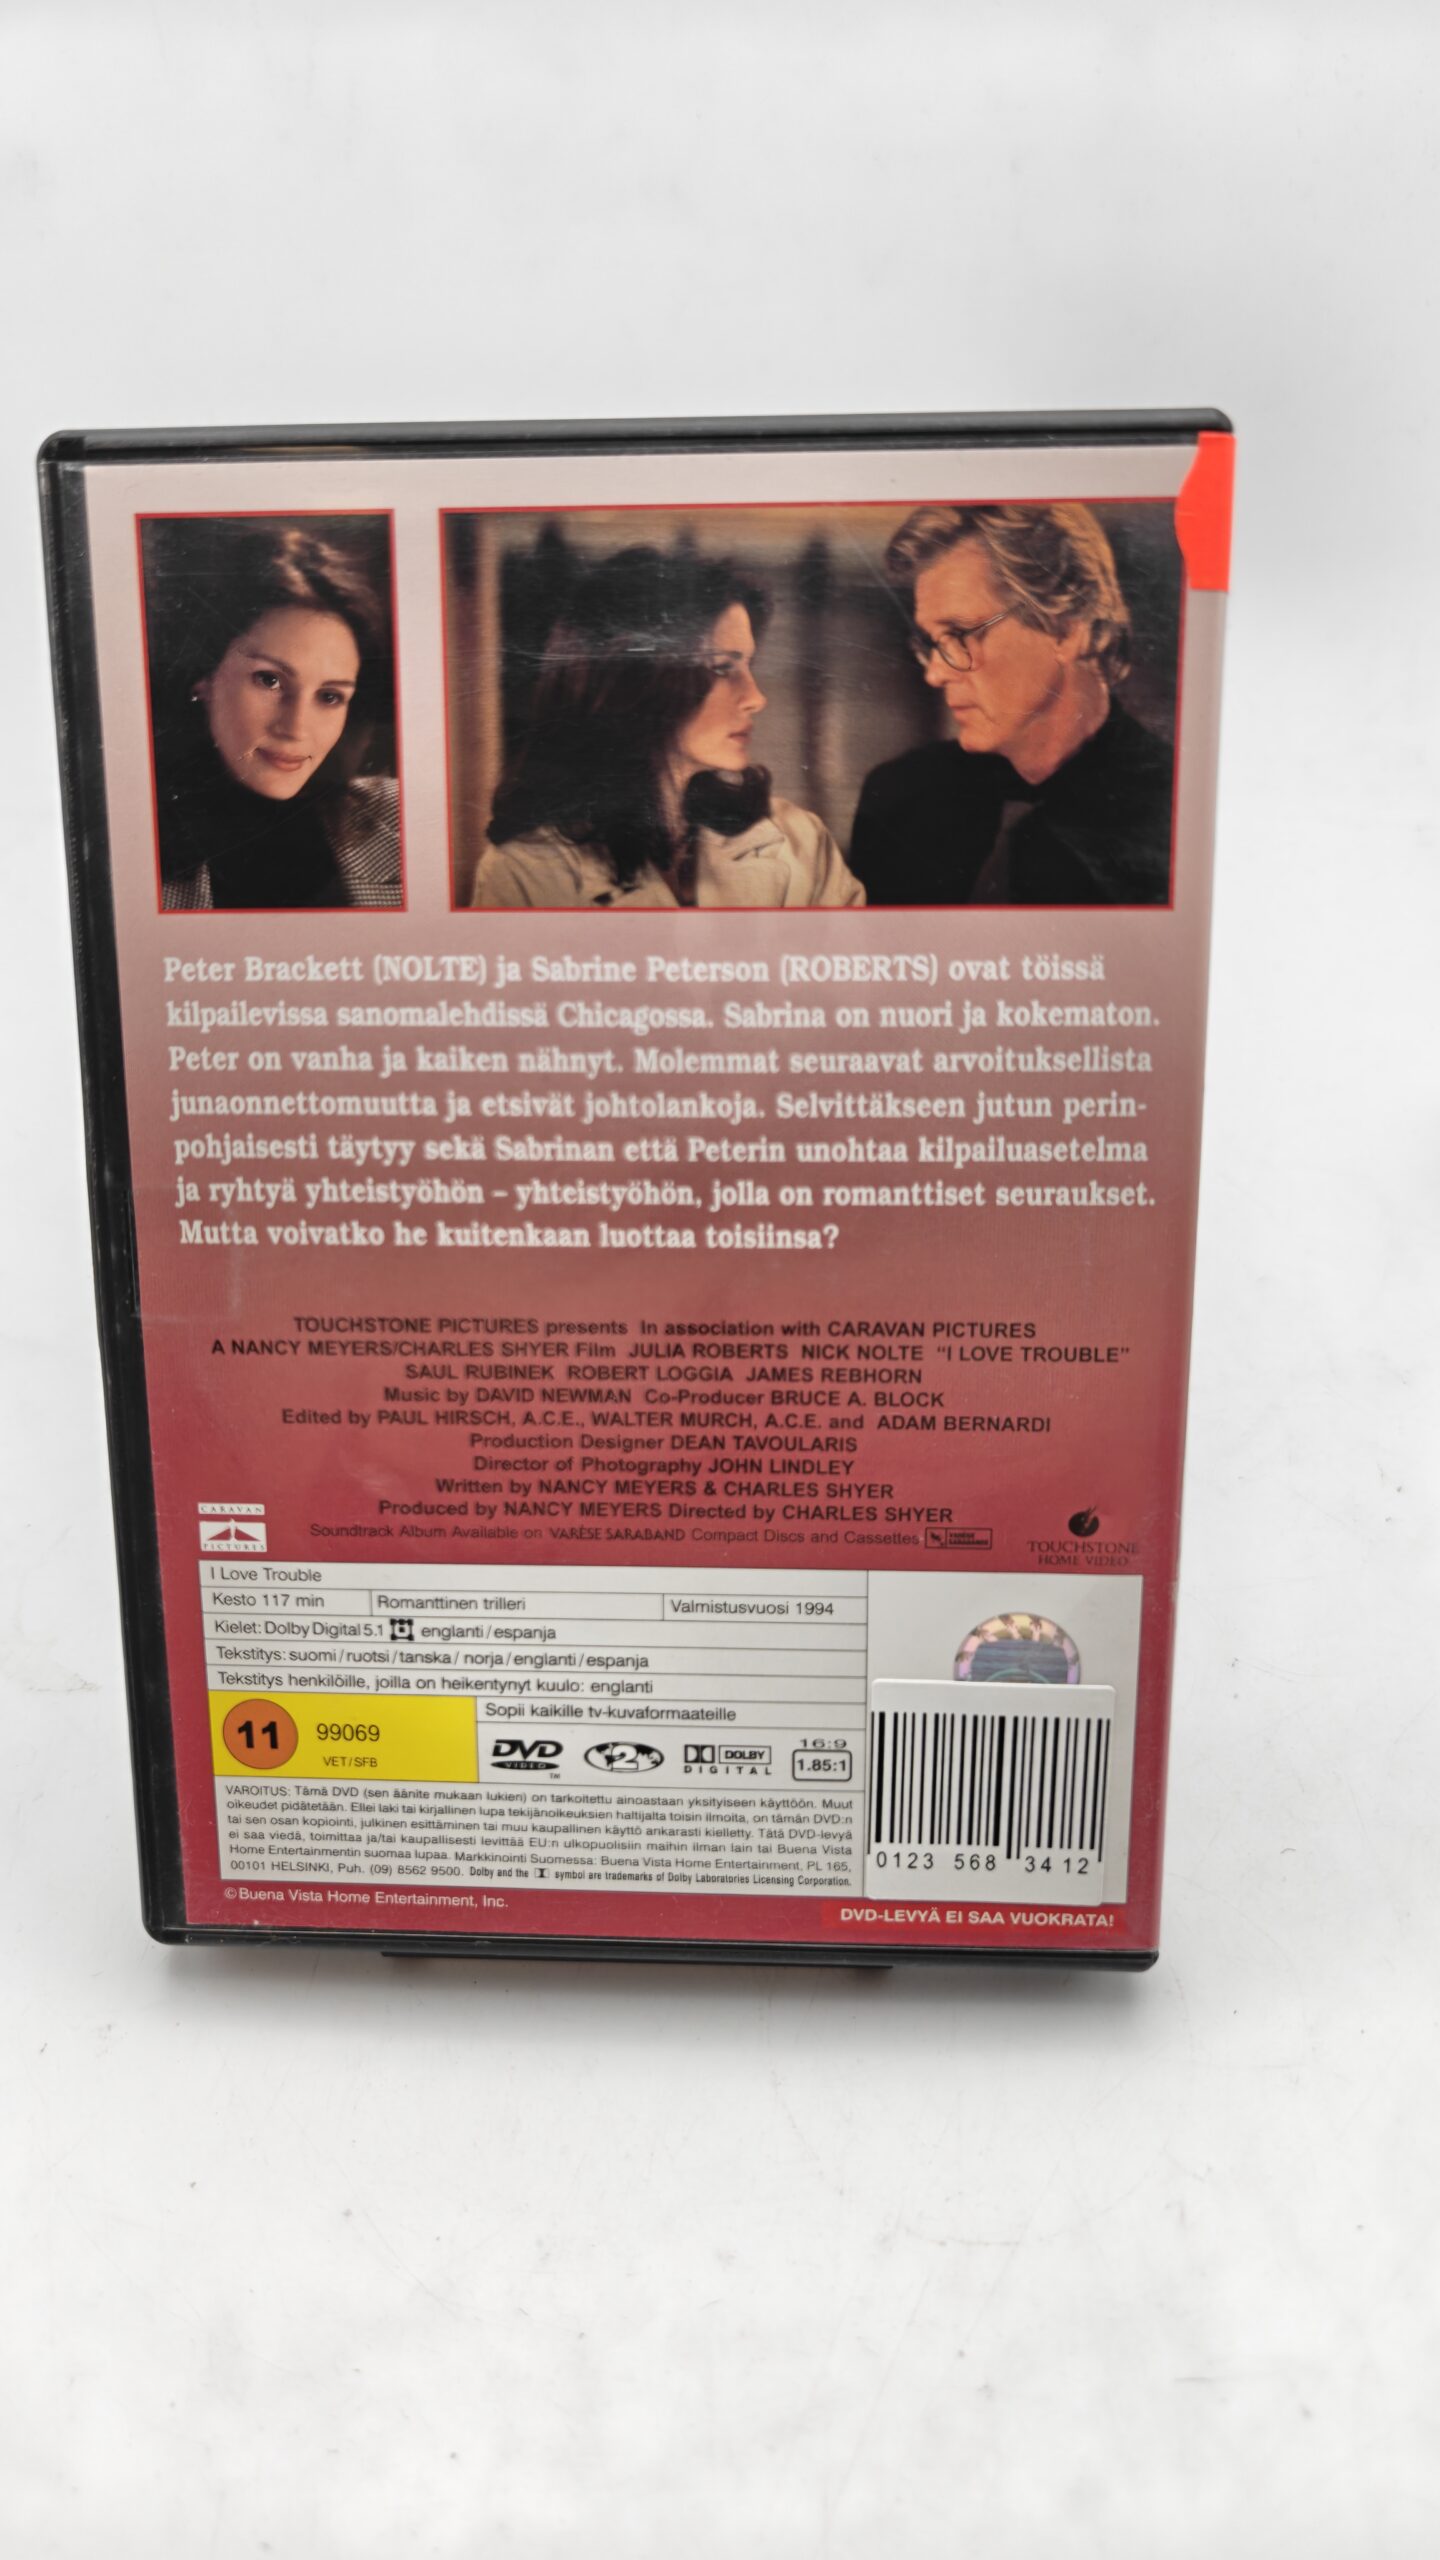 Peter Brackett (NOLTE) ja Sabrine Peterson (ROBERTS) ovat töissä
kilpailevissa sanomalehdissä Chicagossa. Sabrina on nuori ja kokematon.
Peter on vanha ja kaiken nähnyt. Molemmat seuraavat arvoituksellista
junaonnettomuutta ja etsivät johtolankoja. Selvittäkseen jutun perin-
pohjaisesti täytyy sekä Sabrinan että Peterin unohtaa kilpailuasetelma
ja ryhtyä yhteistyöhön – yhteistyöhön, jolla on romanttiset seuraukset.
Mutta voivatko he kuitenkaan luottaa toisiinsa?
TOUCHSTONE PICTURES presents In association with CARAVAN PICTURES
A NANCY MEYERS/CHARLES SHYER Film JULIA ROBERTS NICK NOLTE “I LOVE TROUBLE”
SAUL RUBINEK ROBERT LOGGIA JAMES REBHORN
Music by DAVID NEWMAN Co-Producer BRUCE A. BLOCK
Edited by PAUL HIRSCH, A.C.E., WALTER MURCH, A.C.E. and ADAM BERNARDI
Production Designer DEAN TAVOULARIS
Director of Photography JOHN LINDLEY
Written by NANCY MEYERS & CHARLES SHYER
Produced by NANCY MEYERS Directed by CHARLES SHYER
Soundtrack Album Available on VARÈSE SARABAND Compact Discs and Cassettes VARÈSE SARABANDE
CARAVAN
PICTURES
TOUCHSTONE
HOME VIDEO
I Love Trouble
Kesto 117 min Romanttinen trilleri Valmistusvuosi 1994
Kielet: Dolby Digital 5.1 englanti / espanja
Tekstitys: suomi / ruotsi / tanska / norja / englanti / espanja
Tekstitys henkilöille, joilla on heikentynyt kuulo: englanti
11 99069
VET/SFB
Sopii kaikille tv-kuvaformaateille
DVD VIDEO TM 2 DOLBY DIGITAL 16:9 1.85:1
VAROITUS: Tämä DVD (sen äänite mukaan lukien) on tarkoitettu ainoastaan yksityiseen käyttöön. Muut
oikeudet pidätetään. Ellei laki tai kirjallinen lupa tekijänoikeuksien haltijalta toisin ilmoita, on tämän DVD:n
tai sen osan kopiointi, julkinen esittäminen tai muu kaupallinen käyttö ankarasti kielletty. Tätä DVD-levyä
ei saa viedä, toimittaa ja/tai kaupallisesti levittää EU:n ulkopuolisiin maihin ilman lain tai Buena Vista
Home Entertainmentin suomaa lupaa. Markkinointi Suomessa: Buena Vista Home Entertainment, PL 165,
00101 HELSINKI, Puh. (09) 8562 9500. Dolby and the symbol are trademarks of Dolby Laboratories Licensing Corporation.
0123 568 3412
© Buena Vista Home Entertainment, Inc.
DVD-LEVYÄ EI SAA VUOKRATA!